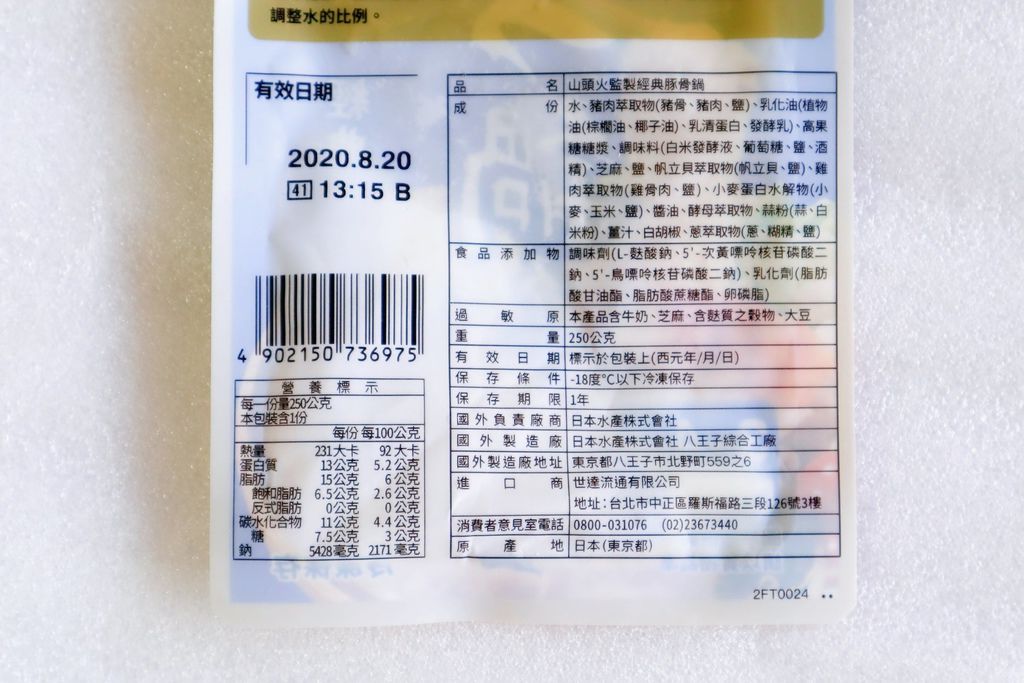 調整水的比例。
有效日期
2020.8.20
41 13:15 B
4 902150 736975
營養標示
每一份量250公克
本包裝含1份
每份 每100公克
熱量 231大卡 92大卡
蛋白質 13公克 5.2公克
脂肪 15公克 6公克
飽和脂肪 6.5公克 2.6公克
反式脂肪 0公克 0公克
碳水化合物 11公克 4.4公克
糖 7.5公克 3公克
鈉 5428毫克 2171毫克
品名 山頭火監製經典豚骨鍋
成份 水、豬肉萃取物(豬骨、豬肉、鹽)、乳化油(植物
油(棕櫚油、椰子油)、乳清蛋白、發酵乳)、高果
糖糖漿、調味料(白米發酵液、葡萄糖、鹽、酒
精)、芝麻、鹽、帆立貝萃取物(帆立貝、鹽)、雞
肉萃取物(雞骨肉、鹽)、小麥蛋白水解物(小
麥、玉米、鹽)、醬油、酵母萃取物、蒜粉(蒜、白
米粉)、薑汁、白胡椒、蔥萃取物(蔥、糊精、鹽)
食品添加物 調味劑(L-麩酸鈉、5'-次黃嘌呤核苷磷酸二
鈉、5'-鳥嘌呤核苷磷酸二鈉)、乳化劑(脂肪
酸甘油酯、脂肪酸蔗糖酯、卵磷脂)
過敏原 本產品含牛奶、芝麻、含麩質之穀物、大豆
重量 250公克
有效日期 標示於包裝上(西元年/月/日)
保存條件 -18度℃以下冷凍保存
保存期限 1年
國外負責廠商 日本水產株式會社
國外製造廠 日本水產株式會社 八王子綜合工廠
國外製造廠地址 東京都八王子市北野町559之6
進口商 世達流通有限公司
地址:台北市中正區羅斯福路三段126號3樓
消費者意見室電話 0800-031076 (02)23673440
原產地 日本(東京都)
2FT0024